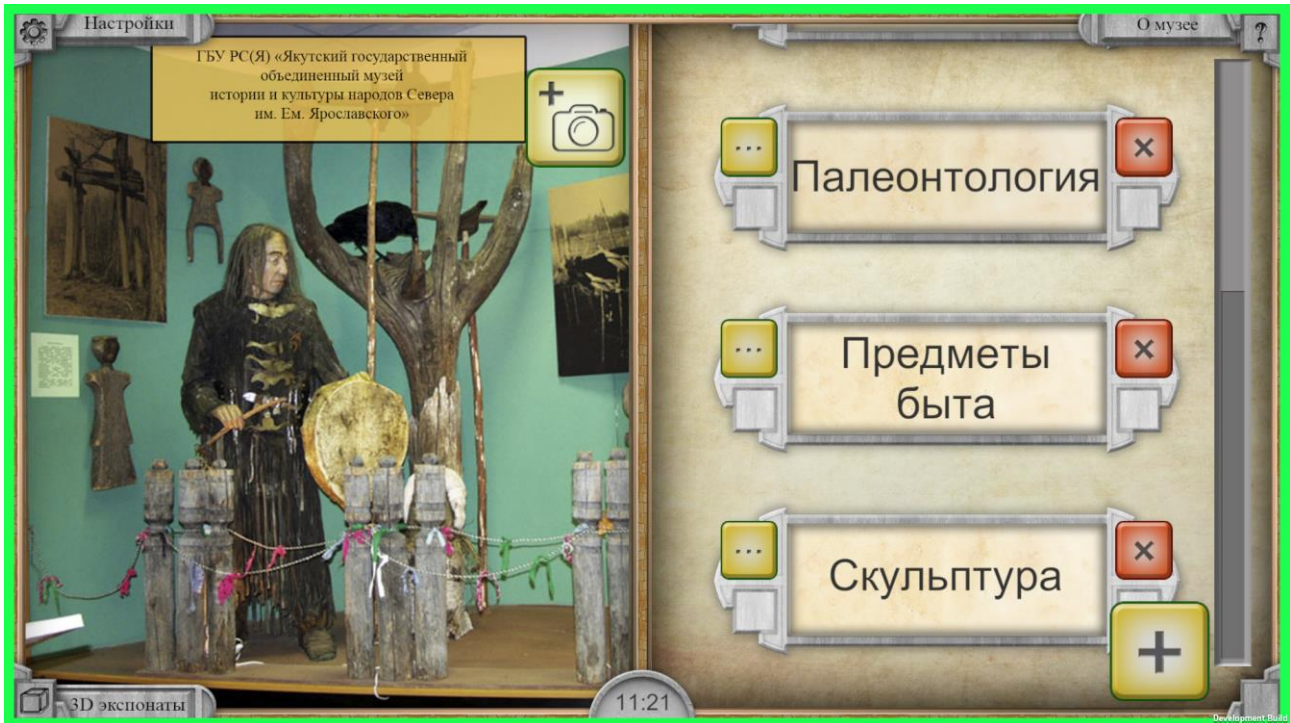 Настройки
О музее
?
ГБУ РС(Я) «Якутский государственный
объединенный музей
истории и культуры народов Севера
им. Ем. Ярославского»
Палеонтология
Предметы
быта
Скульптура
3D экспонаты
11:21
Development Build